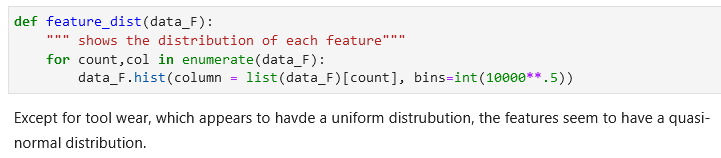 def feature_dist(data_F):
    """ shows the distribution of each feature"""
    for count,col in enumerate(data_F):
        data_F.hist(column = list(data_F)[count], bins=int(10000**.5))
Except for tool wear, which appears to havde a uniform distrubution, the features seem to have a quasi-
normal distribution.